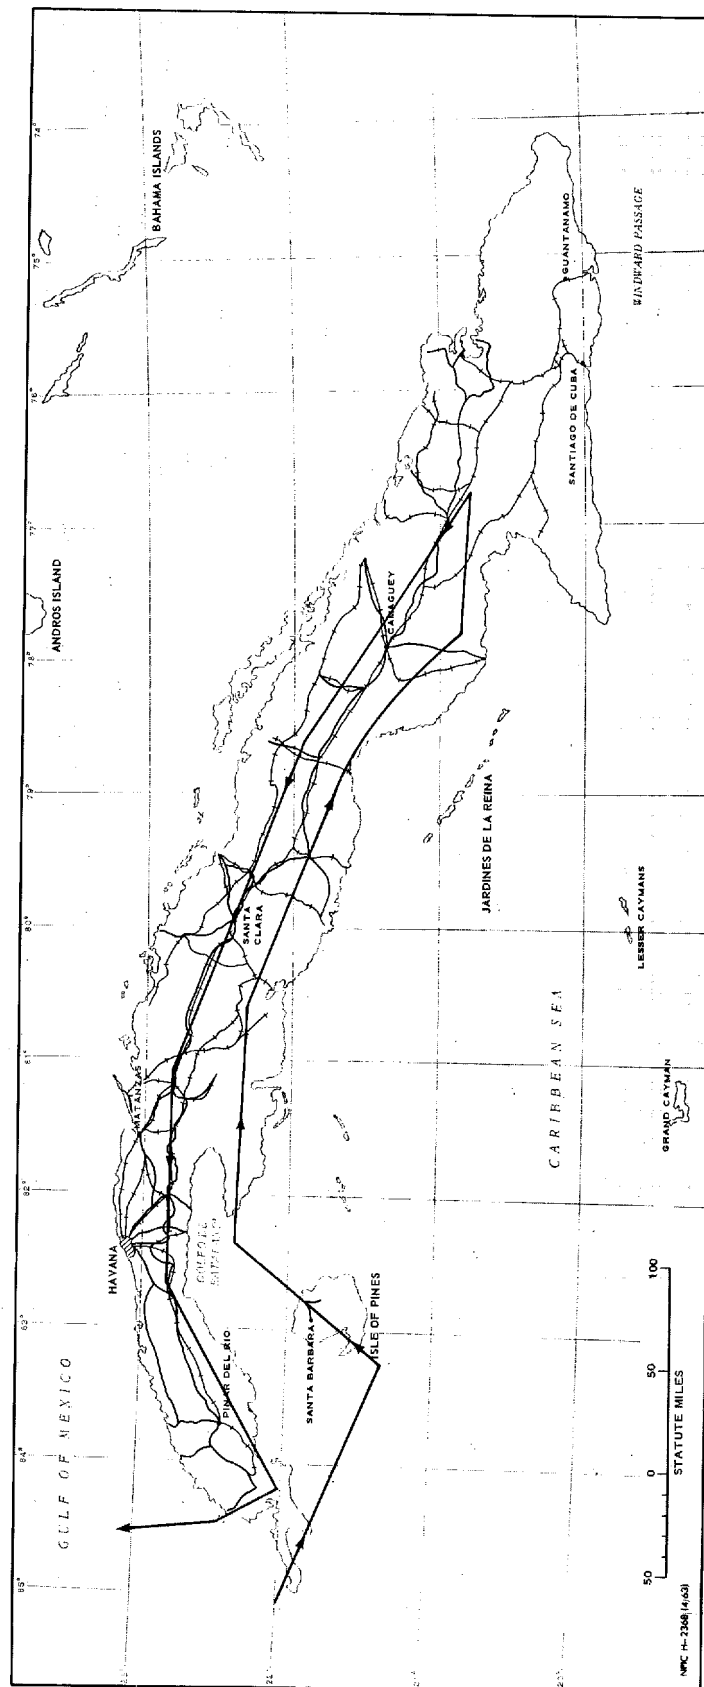 GULF OF MEXICO
HAVANA
MATANZAS
ANDROS ISLAND
BAHAMA ISLANDS
PINAR DEL RIO
SANTA BARBARA
ISLE OF PINES
SANTA
CLARA
CAMAGUEY
JARDINES DE LA REINA
SANTIAGO DE CUBA
GUANTANAMO
WINDWARD PASSAGE
CARIBBEAN SEA
LESSER CAYMANS
GRAND CAYMAN
85°
84°
83°
82°
81°
80°
79°
78°
77°
76°
75°
74°
50
0
50
100
STATUTE MILES
NPIC H-2368 (4/63)